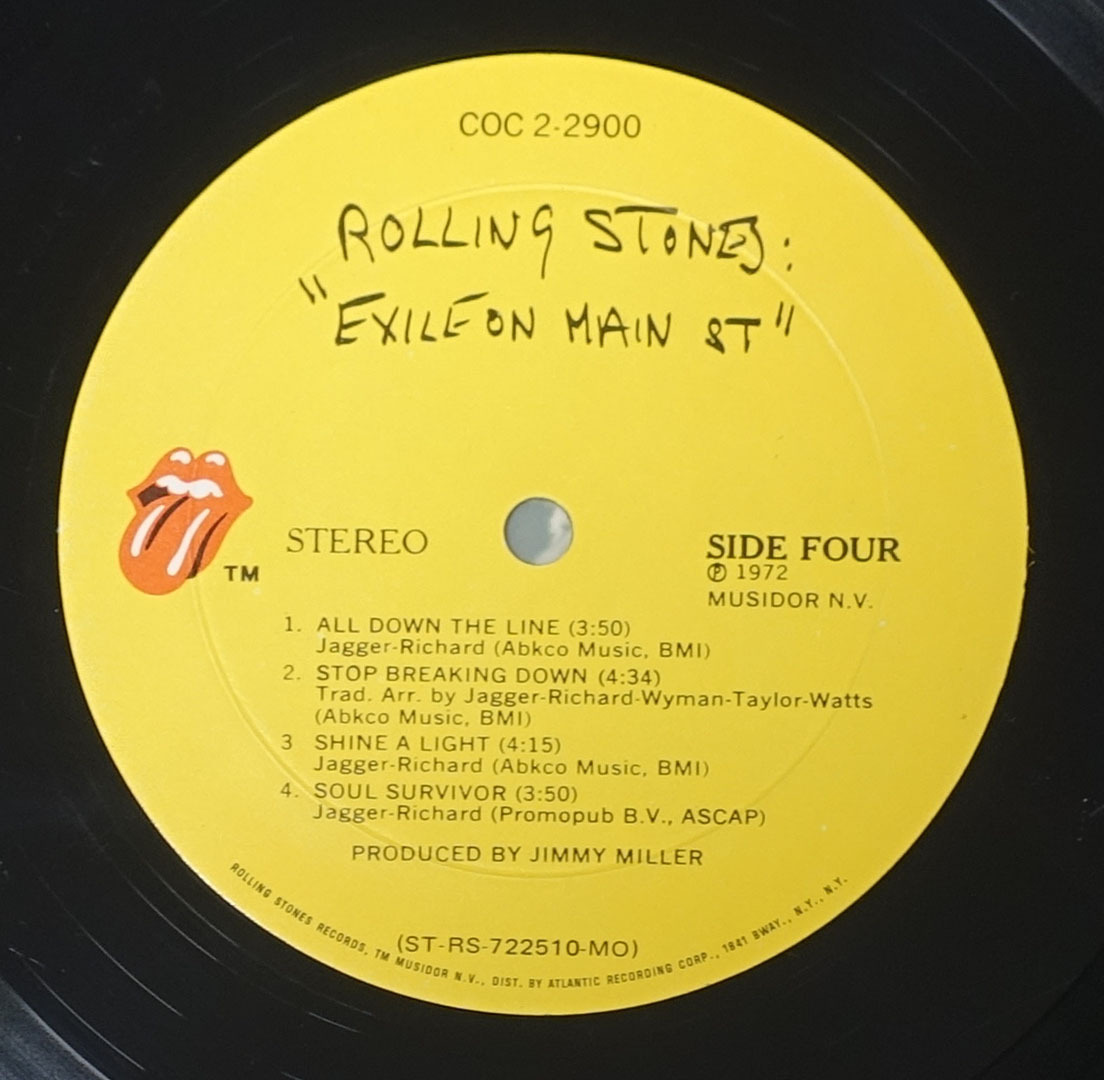 COC 2-2900
ROLLING STONES:
"EXILE ON MAIN ST"
TM
STEREO
SIDE FOUR
℗ 1972
MUSIDOR N.V.
1. ALL DOWN THE LINE (3:50)
Jagger-Richard (Abkco Music, BMI)
2. STOP BREAKING DOWN (4:34)
Trad. Arr. by Jagger-Richard-Wyman-Taylor-Watts
(Abkco Music, BMI)
3 SHINE A LIGHT (4:15)
Jagger-Richard (Abkco Music, BMI)
4. SOUL SURVIVOR (3:50)
Jagger-Richard (Promopub B.V., ASCAP)
PRODUCED BY JIMMY MILLER
(ST-RS-722510-MO)
ROLLING STONES RECORDS, TM MUSIDOR N.V., DIST. BY ATLANTIC RECORDING CORP., 1841 BWAY., N.Y., N.Y.